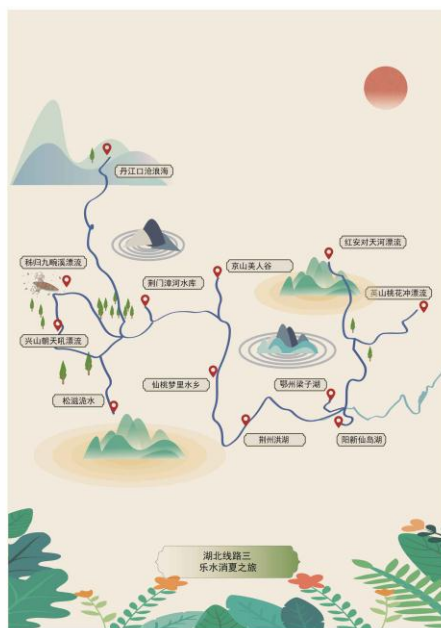 丹江口沧浪海
秭归九畹溪漂流
红安对天河漂流
京山美人谷
荆门漳河水库
英山桃花冲漂流
兴山朝天吼漂流
仙桃梦里水乡
鄂州梁子湖
松滋洈水
荆州洪湖
阳新仙岛湖
湖北线路三
乐水消夏之旅